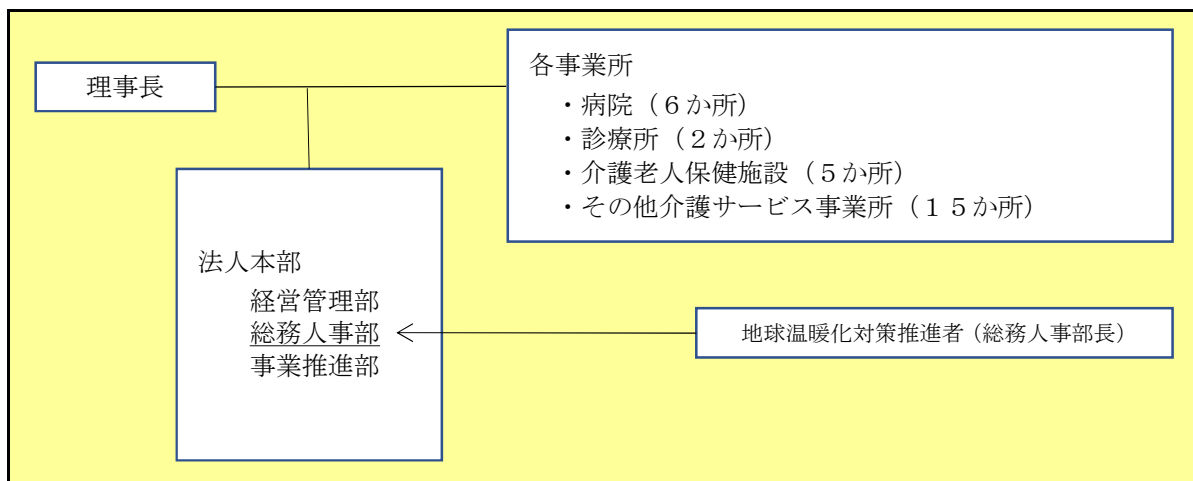 理事長
各事業所
・病院（６か所）
・診療所（２か所）
・介護老人保健施設（５か所）
・その他介護サービス事業所（１５か所）
法人本部
経営管理部
総務人事部
事業推進部
地球温暖化対策推進者（総務人事部長）